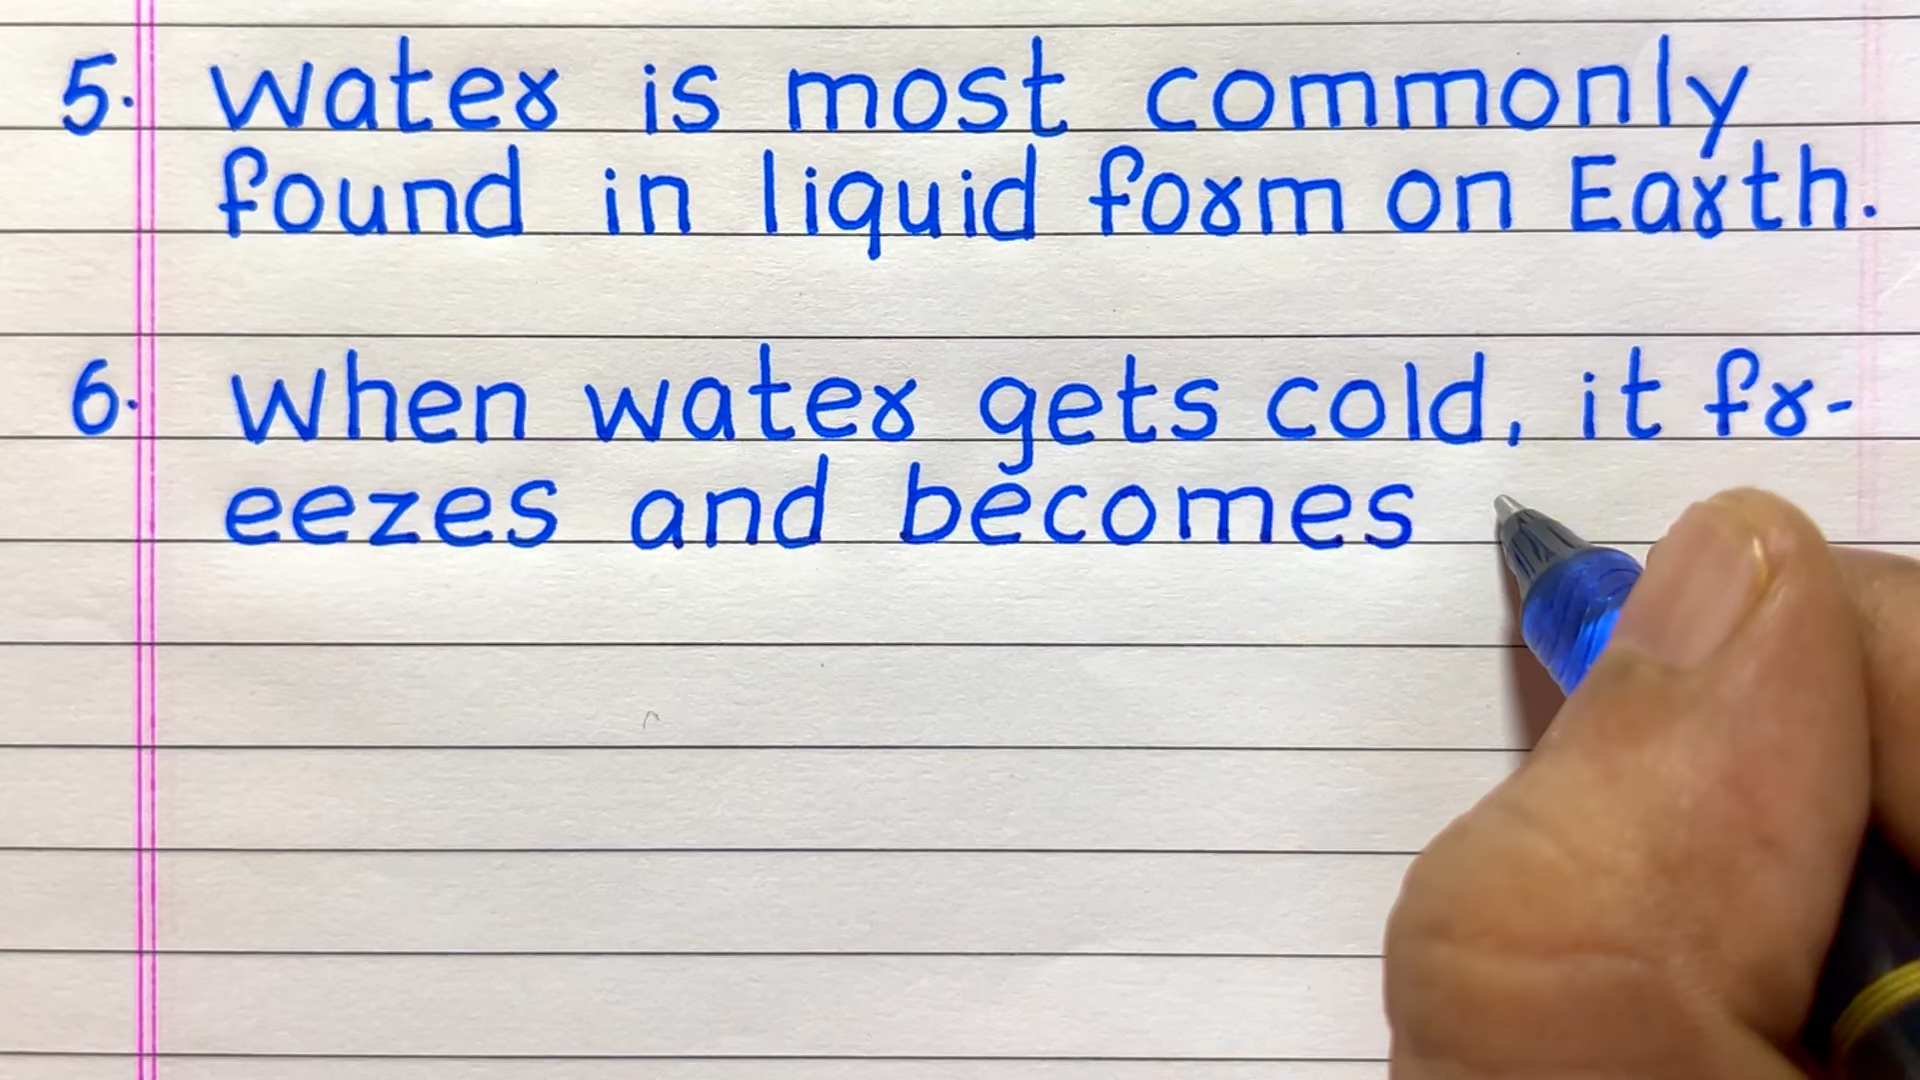 5. Water is most commonly
found in liquid form on Earth.
6. When water gets cold, it fr-
eezes and becomes